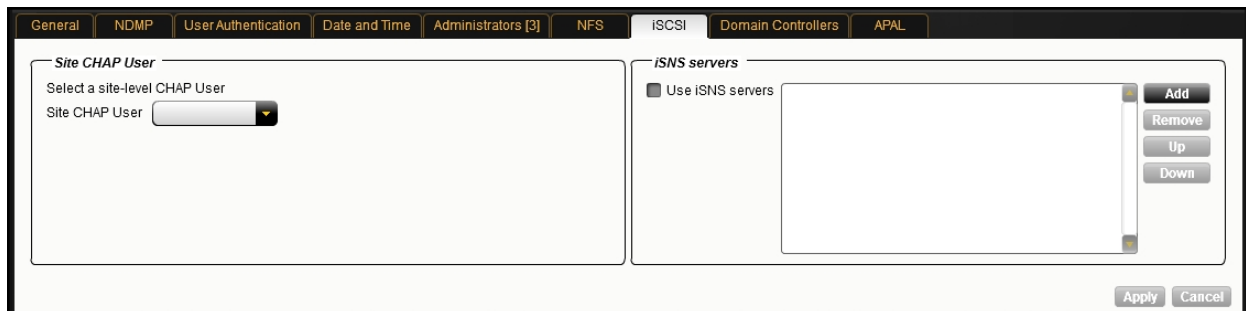 General NDMP User Authentication Date and Time Administrators [3] NFS iSCSI Domain Controllers APAL
Site CHAP User
Select a site-level CHAP User
Site CHAP User
iSNS servers
Use iSNS servers
Add
Remove
Up
Down
Apply Cancel